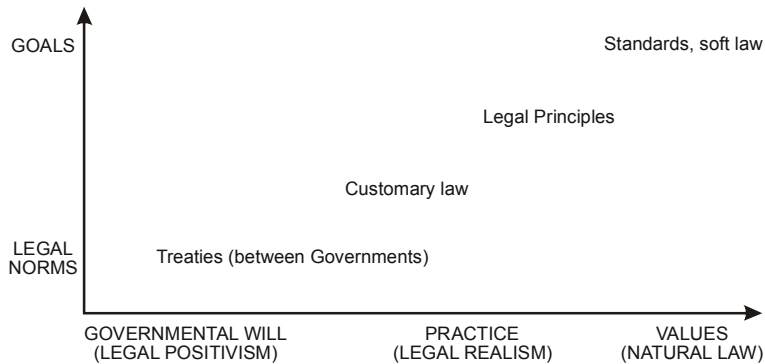 GOALS
Standards, soft law
Legal Principles
Customary law
LEGAL
NORMS
Treaties (between Governments)
GOVERNMENTAL WILL
(LEGAL POSITIVISM)
PRACTICE
(LEGAL REALISM)
VALUES
(NATURAL LAW)